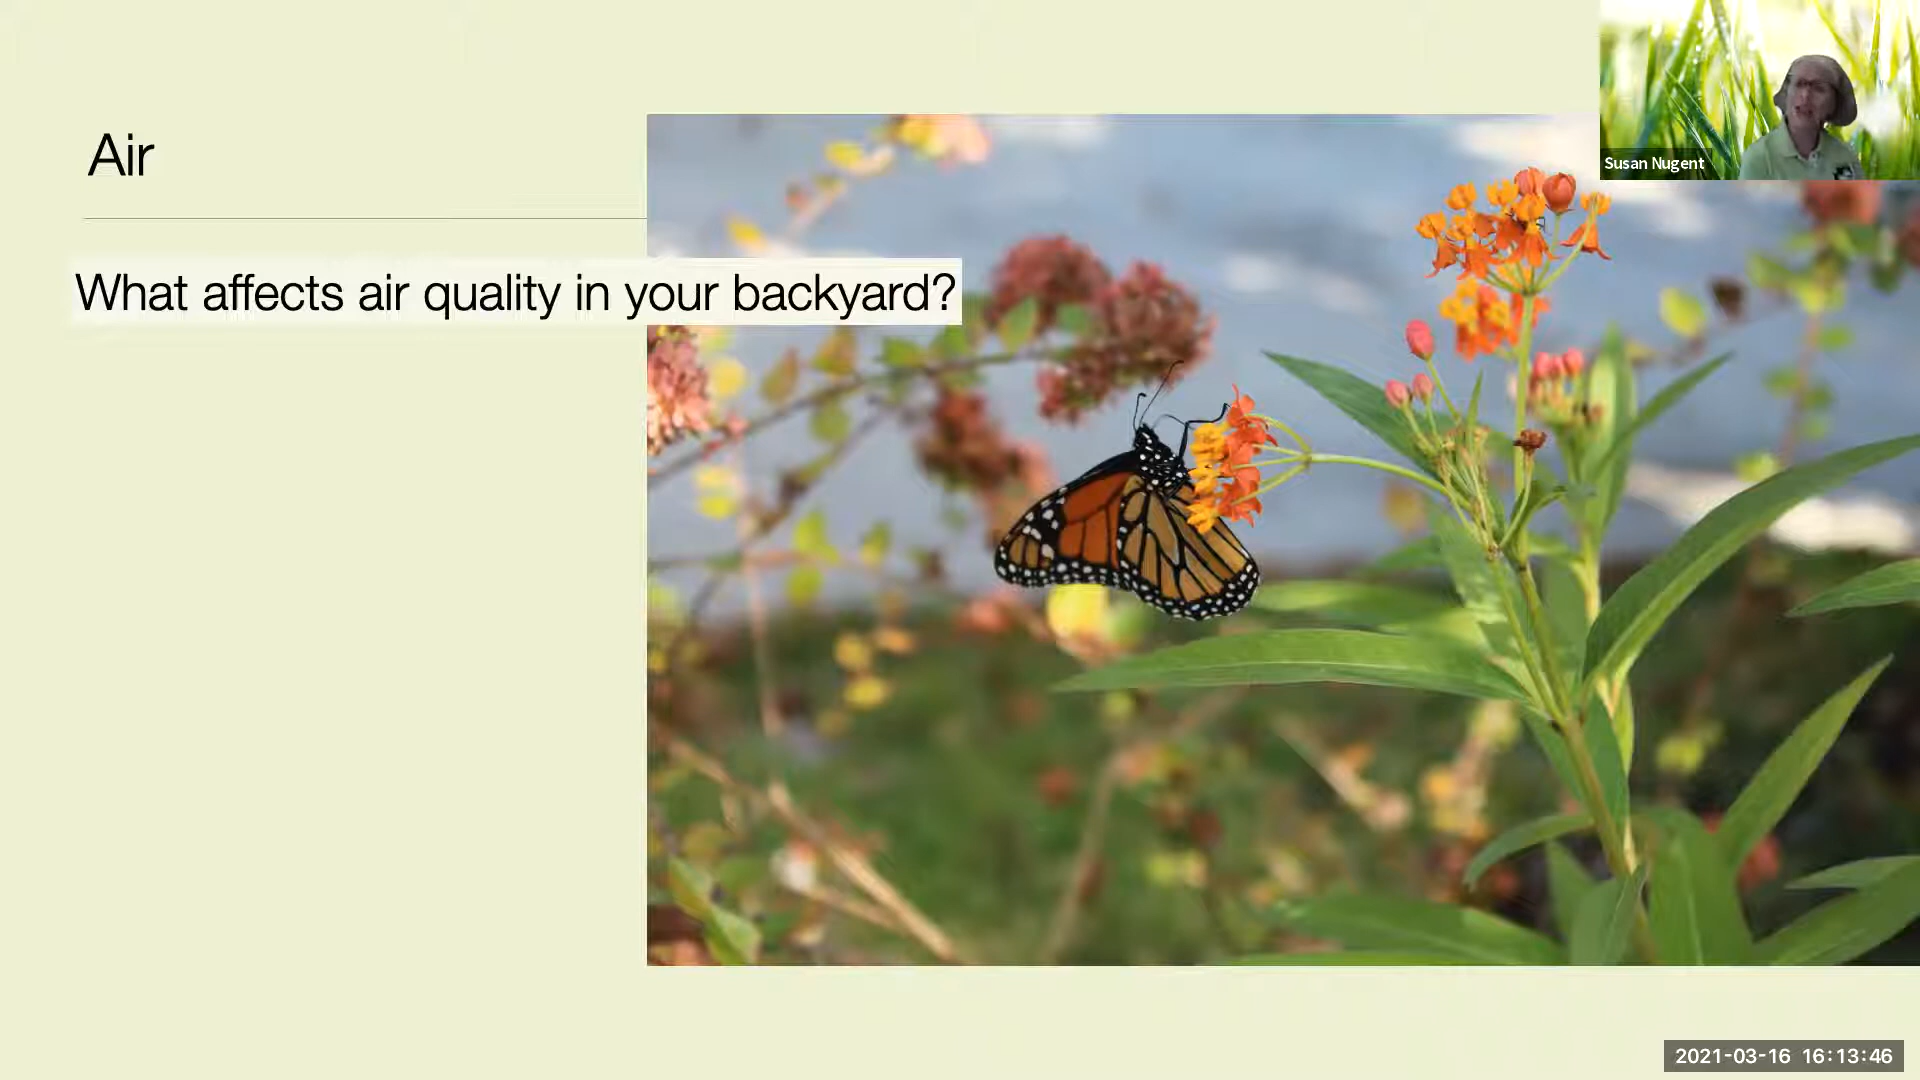 Air
What affects air quality in your backyard?
Susan Nugent
2021-03-16 16:13:46